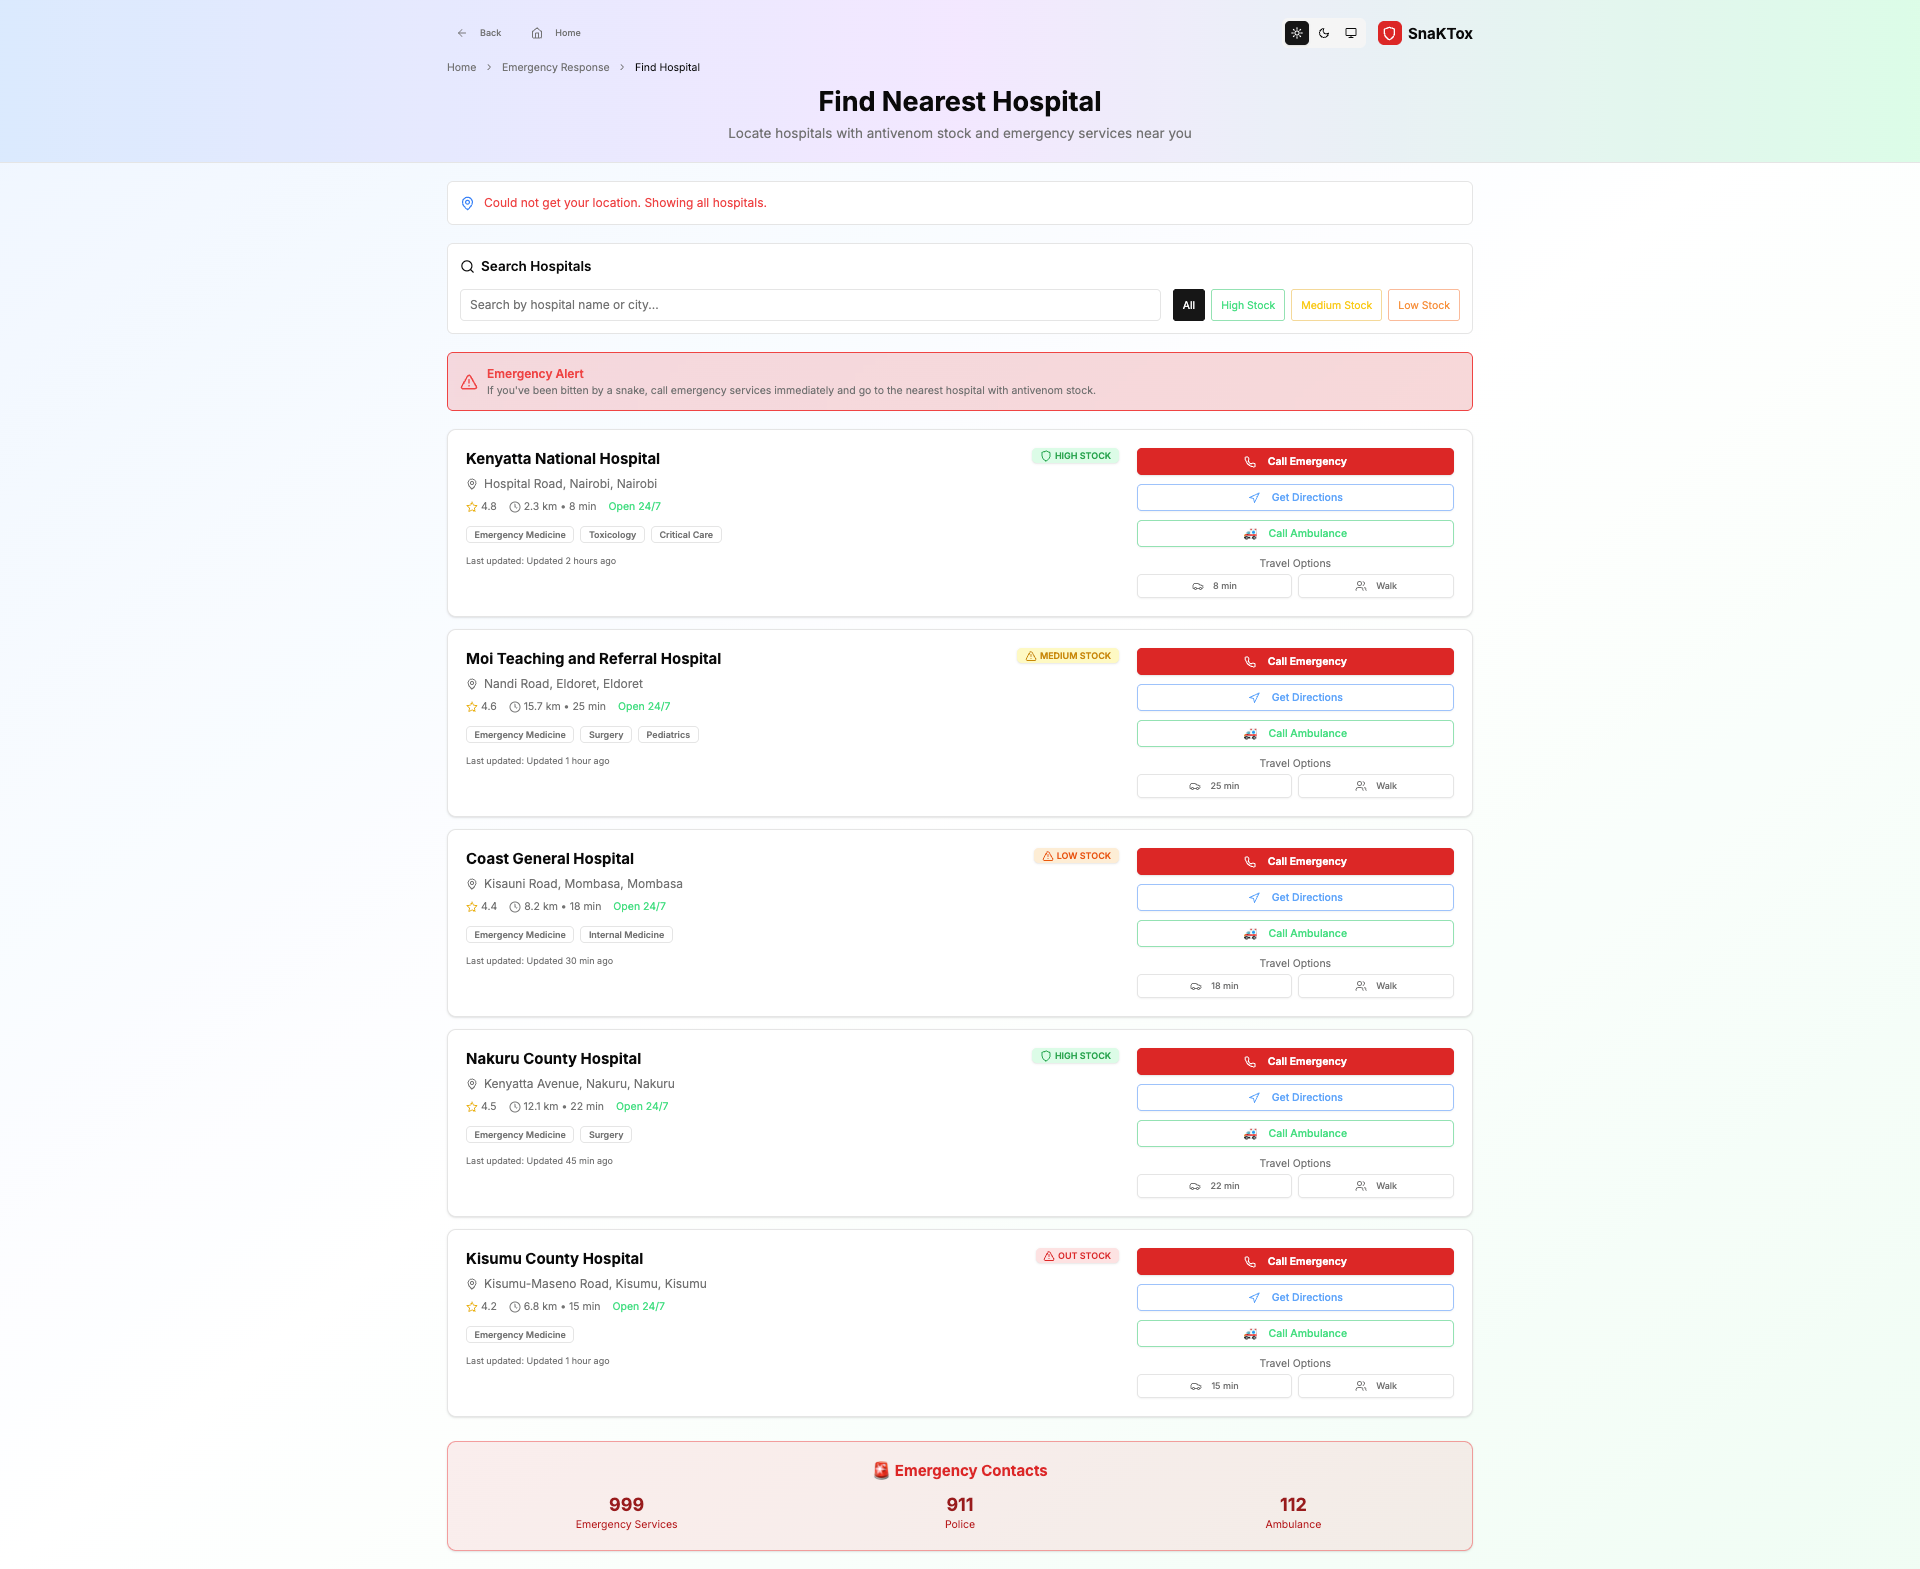 Back
Home
SnaKTox
Home > Emergency Response > Find Hospital
Find Nearest Hospital
Locate hospitals with antivenom stock and emergency services near you
Could not get your location. Showing all hospitals.
Search Hospitals
Search by hospital name or city...
All
High Stock
Medium Stock
Low Stock
Emergency Alert
If you've been bitten by a snake, call emergency services immediately and go to the nearest hospital with antivenom stock.
Kenyatta National Hospital
HIGH STOCK
Hospital Road, Nairobi, Nairobi
4.8 2.3 km • 8 min Open 24/7
Emergency Medicine Toxicology Critical Care
Last updated: Updated 2 hours ago
Call Emergency
Get Directions
Call Ambulance
Travel Options
8 min
Walk
Moi Teaching and Referral Hospital
MEDIUM STOCK
Nandi Road, Eldoret, Eldoret
4.6 15.7 km • 25 min Open 24/7
Emergency Medicine Surgery Pediatrics
Last updated: Updated 1 hour ago
Call Emergency
Get Directions
Call Ambulance
Travel Options
25 min
Walk
Coast General Hospital
LOW STOCK
Kisauni Road, Mombasa, Mombasa
4.4 8.2 km • 18 min Open 24/7
Emergency Medicine Internal Medicine
Last updated: Updated 30 min ago
Call Emergency
Get Directions
Call Ambulance
Travel Options
18 min
Walk
Nakuru County Hospital
HIGH STOCK
Kenyatta Avenue, Nakuru, Nakuru
4.5 12.1 km • 22 min Open 24/7
Emergency Medicine Surgery
Last updated: Updated 45 min ago
Call Emergency
Get Directions
Call Ambulance
Travel Options
22 min
Walk
Kisumu County Hospital
OUT STOCK
Kisumu-Maseno Road, Kisumu, Kisumu
4.2 6.8 km • 15 min Open 24/7
Emergency Medicine
Last updated: Updated 1 hour ago
Call Emergency
Get Directions
Call Ambulance
Travel Options
15 min
Walk
Emergency Contacts
999
Emergency Services
911
Police
112
Ambulance